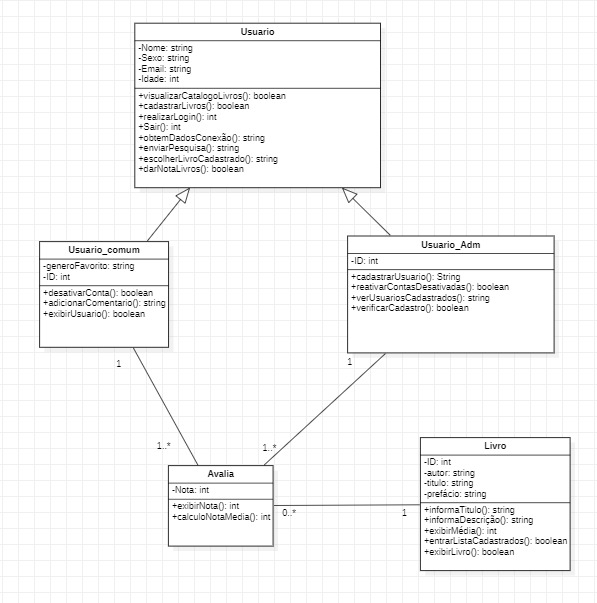 Usuario
-Nome: string
-Sexo: string
-Email: string
-Idade: int
+visualizarCatalogoLivros(): boolean
+cadastrarLivros(): boolean
+realizarLogin(): int
+Sair(): int
+obtemDadosConexão(): string
+enviarPesquisa(): string
+escolherLivroCadastrado(): string
+darNotaLivros(): boolean
Usuario_comum
-generoFavorito: string
-ID: int
+desativarConta(): boolean
+adicionarComentario(): string
+exibirUsuario(): boolean
Usuario_Adm
-ID: int
+cadastrarUsuario(): String
+reativarContasDesativadas(): boolean
+verUsuariosCadastrados(): string
+verificarCadastro(): boolean
1
1
1..*
1..*
Avalia
-Nota: int
+exibirNota(): int
+calculoNotaMedia(): int
0..*
1
Livro
-ID: int
-autor: string
-titulo: string
-prefácio: string
+informaTitulo(): string
+informaDescrição(): string
+exibirMédia(): int
+entrarListaCadastrados(): boolean
+exibirLivro(): boolean